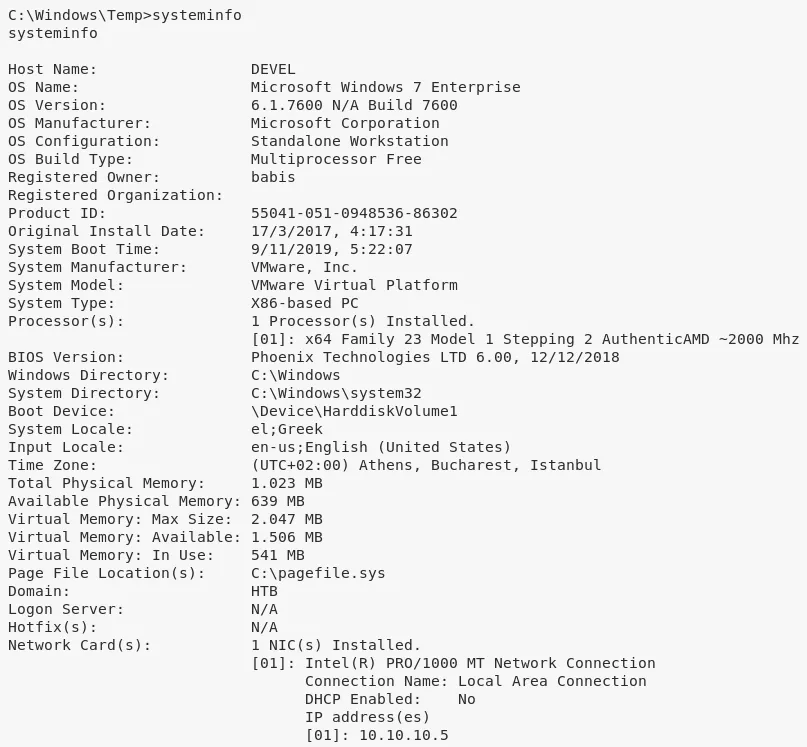 C:\Windows\Temp>systeminfo
systeminfo

Host Name:                 DEVEL
OS Name:                   Microsoft Windows 7 Enterprise
OS Version:                6.1.7600 N/A Build 7600
OS Manufacturer:           Microsoft Corporation
OS Configuration:          Standalone Workstation
OS Build Type:             Multiprocessor Free
Registered Owner:          babis
Registered Organization:
Product ID:                55041-051-0948536-86302
Original Install Date:     17/3/2017, 4:17:31
System Boot Time:          9/11/2019, 5:22:07
System Manufacturer:       VMware, Inc.
System Model:              VMware Virtual Platform
System Type:               X86-based PC
Processor(s):              1 Processor(s) Installed.
                           [01]: x64 Family 23 Model 1 Stepping 2 AuthenticAMD ~2000 Mhz
BIOS Version:              Phoenix Technologies LTD 6.00, 12/12/2018
Windows Directory:         C:\Windows
System Directory:          C:\Windows\system32
Boot Device:               \Device\HarddiskVolume1
System Locale:             el;Greek
Input Locale:              en-us;English (United States)
Time Zone:                 (UTC+02:00) Athens, Bucharest, Istanbul
Total Physical Memory:     1.023 MB
Available Physical Memory: 639 MB
Virtual Memory: Max Size:  2.047 MB
Virtual Memory: Available: 1.506 MB
Virtual Memory: In Use:    541 MB
Page File Location(s):     C:\pagefile.sys
Domain:                    HTB
Logon Server:              N/A
Hotfix(s):                 N/A
Network Card(s):           1 NIC(s) Installed.
                           [01]: Intel(R) PRO/1000 MT Network Connection
                                 Connection Name: Local Area Connection
                                 DHCP Enabled:    No
                                 IP address(es)
                                 [01]: 10.10.10.5